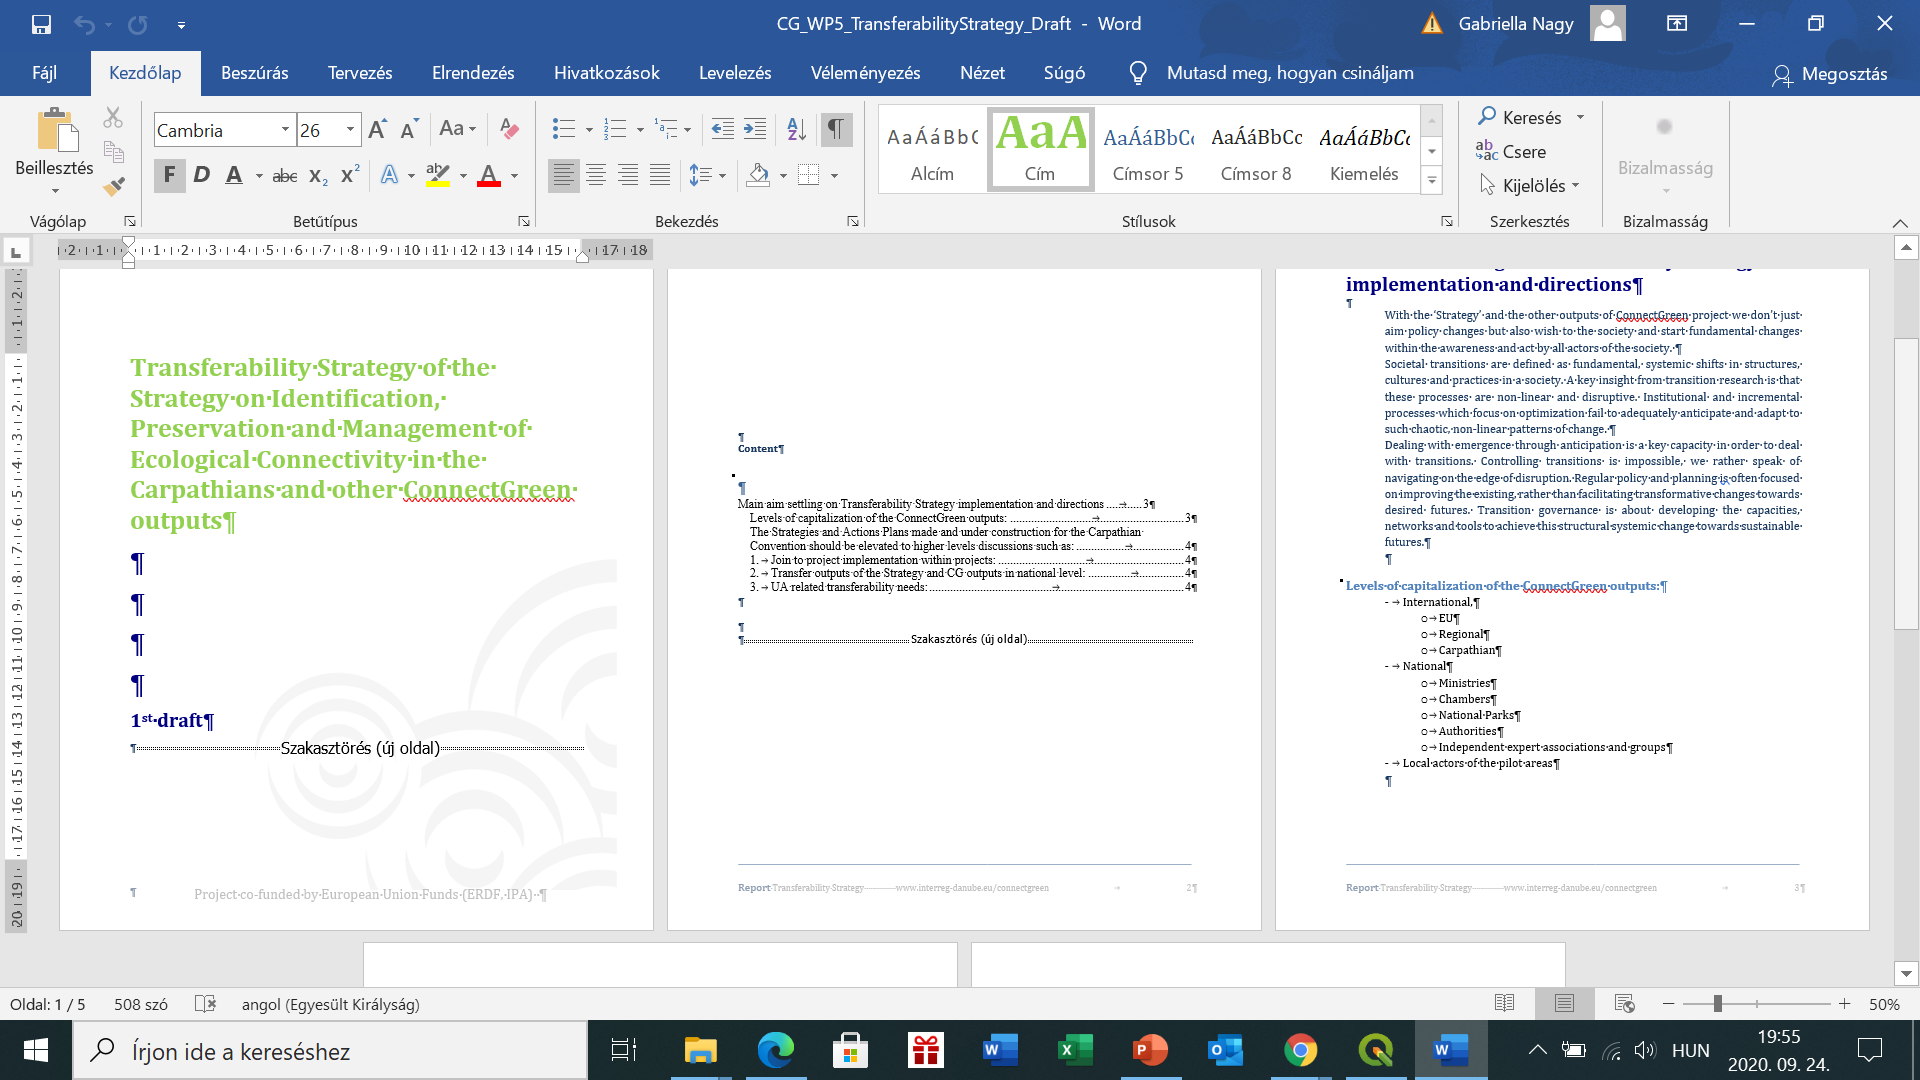 CG_WP5_TransferabilityStrategy_Draft - Word
Gabriella Nagy
Fájl Kezdőlap Beszúrás Tervezés Elrendezés Hivatkozások Levelezés Véleményezés Nézet Súgó Mutasd meg, hogyan csináljam Megosztás
Beillesztés
Vágólap
Cambria 26
Betűtípus
Bekezdés
AaÁáBbC AaA AaÁáBbCc AaÁáBbCc AaÁáBbCc
Alcím Cím Címsor 5 Címsor 8 Kiemelés
Stílusok
Keresés
Csere
Kijelölés
Szerkesztés
Bizalmasság
Bizalmasság
Transferability Strategy of the
Strategy on Identification,
Preservation and Management of
Ecological Connectivity in the
Carpathians and other ConnectGreen
outputs¶
¶
¶
¶
¶
1st draft¶
¶Szakasztörés (új oldal)
¶ Project co-funded by European Union Funds (ERDF, IPA) ¶
¶
Content¶
¶
Main aim settling on Transferability Strategy implementation and directions 3¶
Levels of capitalization of the ConnectGreen outputs: 3¶
The Strategies and Actions Plans made and under construction for the Carpathian
Convention should be elevated to higher levels discussions such as: 4¶
1. Join to project implementation within projects: 4¶
2. Transfer outputs of the Strategy and CG outputs in national level: 4¶
3. UA related transferability needs: 4¶
¶
¶
¶Szakasztörés (új oldal)
Report Transferability Strategy www.interreg-danube.eu/connectgreen 2¶
implementation and directions¶
¶
With the ‘Strategy’ and the other outputs of ConnectGreen project we don’t just
aim policy changes but also wish to the society and start fundamental changes
within the awareness and act by all actors of the society. ¶
Societal transitions are defined as fundamental, systemic shifts in structures,
cultures and practices in a society. A key insight from transition research is that
these processes are non-linear and disruptive. Institutional and incremental
processes which focus on optimization fail to adequately anticipate and adapt to
such chaotic, non-linear patterns of change. ¶
Dealing with emergence through anticipation is a key capacity in order to deal
with transitions. Controlling transitions is impossible, we rather speak of
navigating on the edge of disruption. Regular policy and planning is often focused
on improving the existing, rather than facilitating transformative changes towards
desired futures. Transition governance is about developing the capacities,
networks and tools to achieve this structural systemic change towards sustainable
futures.¶
¶
Levels of capitalization of the ConnectGreen outputs:¶
- International,¶
o EU¶
o Regional¶
o Carpathian¶
- National¶
o Ministries¶
o Chambers¶
o National Parks¶
o Authorities¶
o Independent expert associations and groups¶
- Local actors of the pilot areas¶
¶
Report Transferability Strategy www.interreg-danube.eu/connectgreen 3¶
Oldal: 1 / 5 508 szó angol (Egyesült Királyság) 50%
Írjon ide a kereséshez
HUN
19:55
2020. 09. 24.